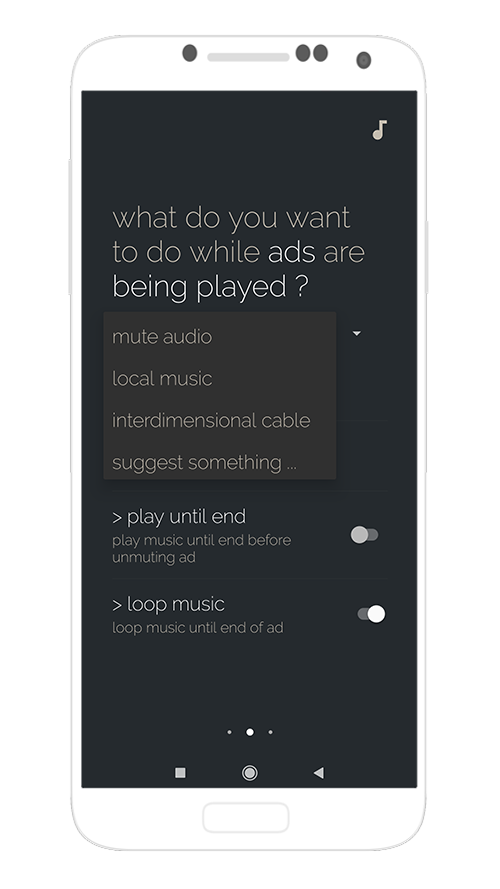 what do you want
to do while ads are
being played ?
mute audio
local music
interdimensional cable
suggest something ...
> play until end
play music until end before
unmuting ad
> loop music
loop music until end of ad